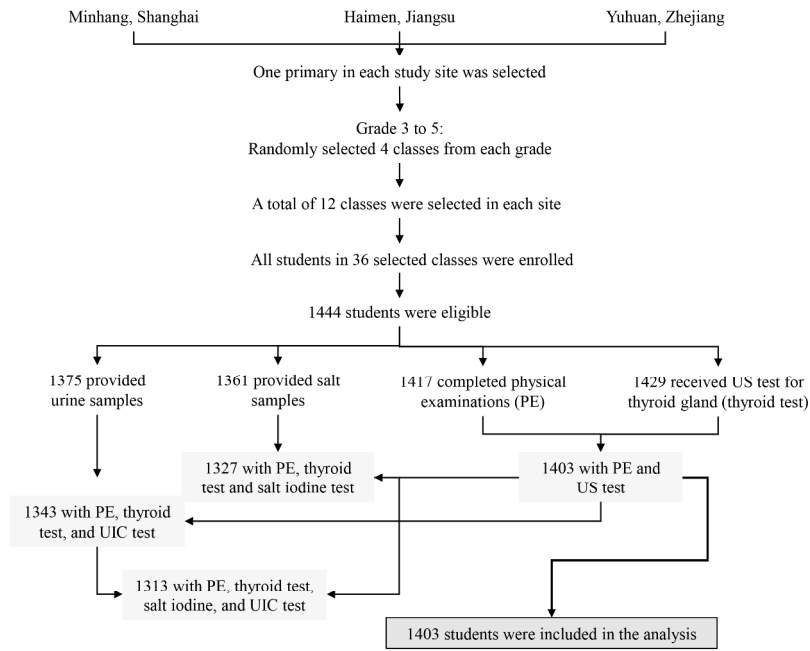 Minhang, Shanghai
Haimen, Jiangsu
Yuhuan, Zhejiang
One primary in each study site was selected
Grade 3 to 5:
Randomly selected 4 classes from each grade
A total of 12 classes were selected in each site
All students in 36 selected classes were enrolled
1444 students were eligible
1375 provided
urine samples
1361 provided salt
samples
1417 completed physical
examinations (PE)
1429 received US test for
thyroid gland (thyroid test)
1327 with PE, thyroid
test and salt iodine test
1403 with PE and
US test
1343 with PE, thyroid
test, and UIC test
1313 with PE, thyroid test,
salt iodine, and UIC test
1403 students were included in the analysis